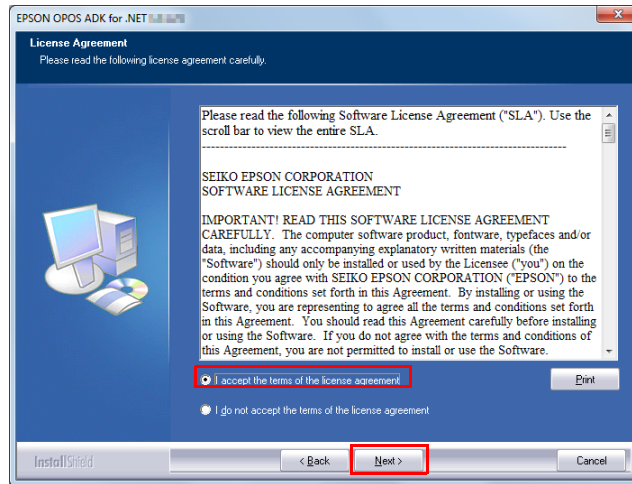 EPSON OPOS ADK for .NET
License Agreement
Please read the following license agreement carefully.
Please read the following Software License Agreement ("SLA"). Use the
scroll bar to view the entire SLA.
--------------------------------------------------------------------------------
SEIKO EPSON CORPORATION
SOFTWARE LICENSE AGREEMENT
IMPORTANT! READ THIS SOFTWARE LICENSE AGREEMENT
CAREFULLY. The computer software product, fontware, typefaces and/or
data, including any accompanying explanatory written materials (the
"Software") should only be installed or used by the Licensee ("you") on the
condition you agree with SEIKO EPSON CORPORATION ("EPSON") to the
terms and conditions set forth in this Agreement. By installing or using the
Software, you are representing to agree all the terms and conditions set forth
in this Agreement. You should read this Agreement carefully before installing
or using the Software. If you do not agree with the terms and conditions of
this Agreement, you are not permitted to install or use the Software.
I accept the terms of the license agreement
Print
I do not accept the terms of the license agreement
InstallShield
< Back
Next >
Cancel